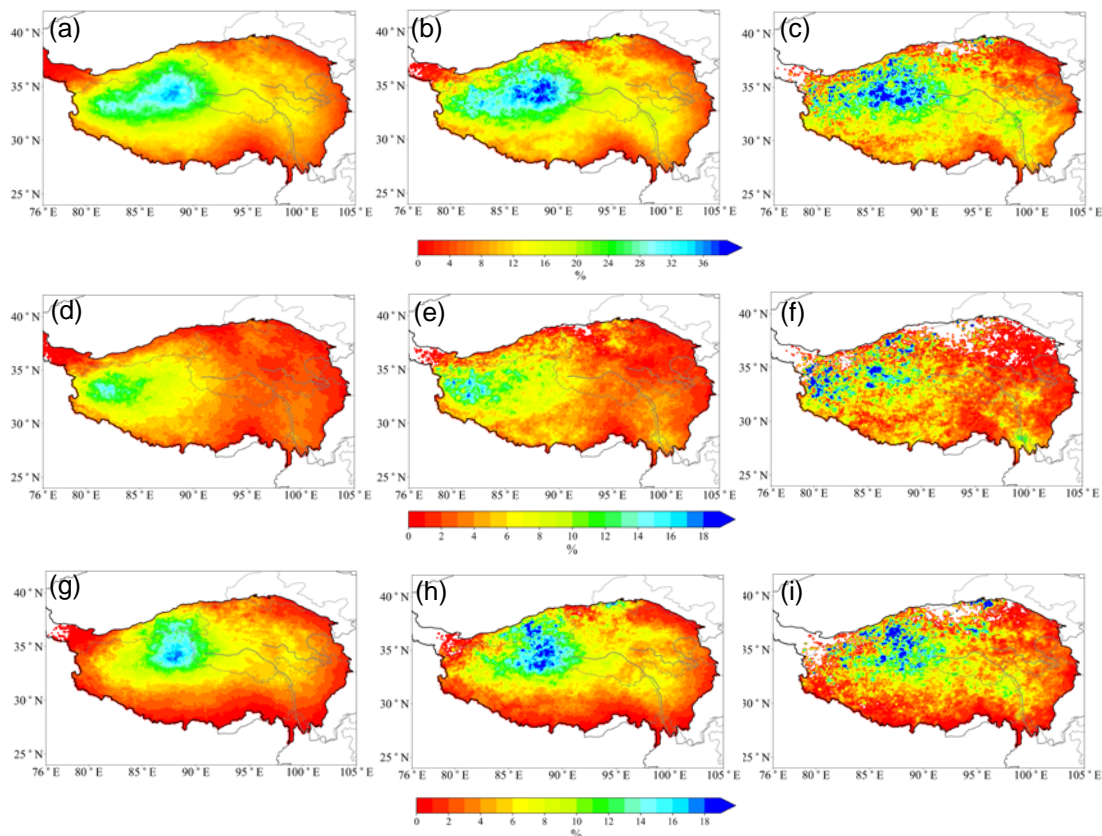 (a) (b) (c)
40° N 40° N 40° N
35° N 35° N 35° N
30° N 30° N 30° N
25° N 25° N 25° N
76° E 80° E 85° E 90° E 95° E 100° E 105° E 76° E 80° E 85° E 90° E 95° E 100° E 105° E 76° E 80° E 85° E 90° E 95° E 100° E 105° E
0 4 8 12 16 20 24 28 32 36
%
(d) (e) (f)
40° N 40° N 40° N
35° N 35° N 35° N
30° N 30° N 30° N
25° N 25° N 25° N
76° E 80° E 85° E 90° E 95° E 100° E 105° E 76° E 80° E 85° E 90° E 95° E 100° E 105° E 76° E 80° E 85° E 90° E 95° E 100° E 105° E
0 2 4 6 8 10 12 14 16 18
%
(g) (h) (i)
40° N 40° N 40° N
35° N 35° N 35° N
30° N 30° N 30° N
25° N 25° N 25° N
76° E 80° E 85° E 90° E 95° E 100° E 105° E 76° E 80° E 85° E 90° E 95° E 100° E 105° E 76° E 80° E 85° E 90° E 95° E 100° E 105° E
0 2 4 6 8 10 12 14 16 18
%